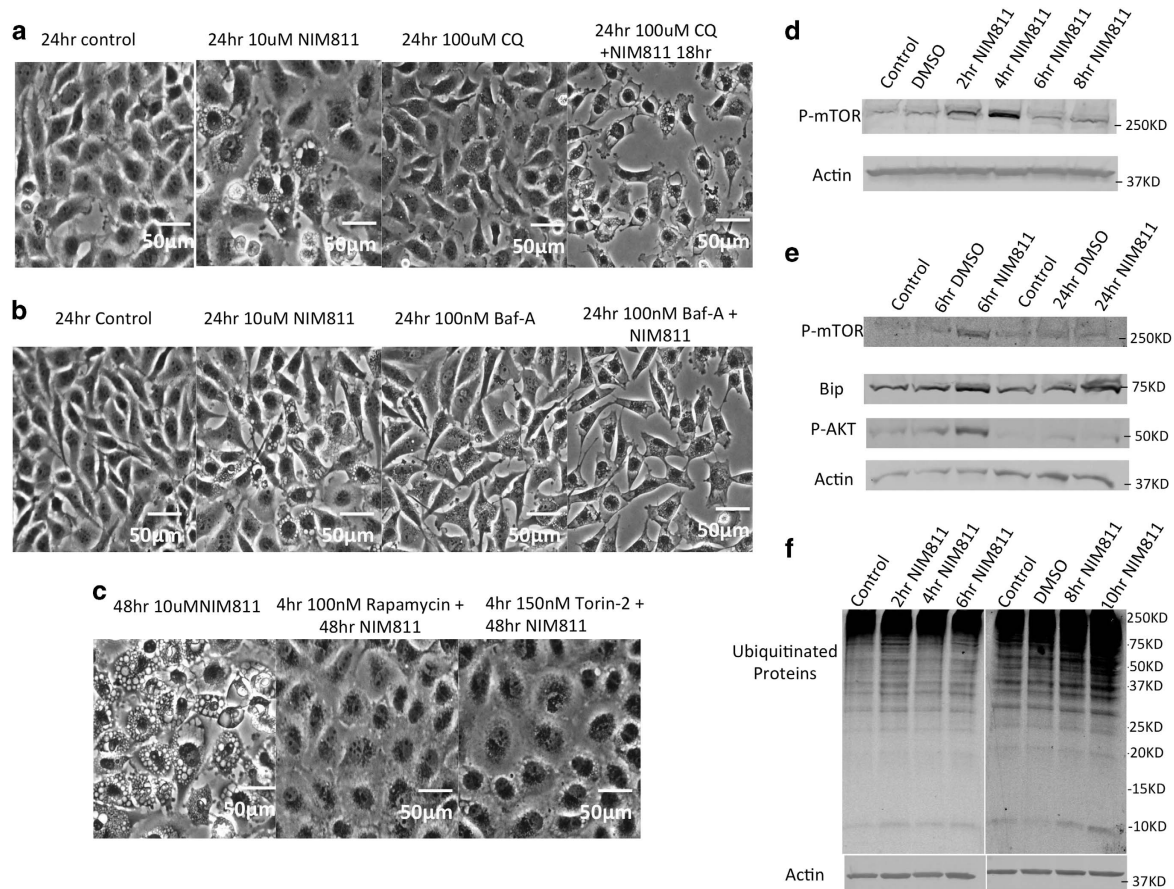 a
24hr control
24hr 10uM NIM811
24hr 100uM CQ
24hr 100uM CQ
+NIM811 18hr
50µm
50µm
50µm
50µm
b
24hr Control
24hr 10uM NIM811
24hr 100nM Baf-A
24hr 100nM Baf-A +
NIM811
50µm
50µm
50µm
50µm
c
48hr 10uMNIM811
4hr 100nM Rapamycin +
48hr NIM811
4hr 150nM Torin-2 +
48hr NIM811
50µm
50µm
50µm
d
Control
DMSO
2hr NIM811
4hr NIM811
6hr NIM811
8hr NIM811
P-mTOR
- 250KD
Actin
- 37KD
e
Control
6hr DMSO
6hr NIM811
Control
24hr DMSO
24hr NIM811
P-mTOR
- 250KD
Bip
- 75KD
P-AKT
- 50KD
Actin
- 37KD
f
Control
2hr NIM811
4hr NIM811
6hr NIM811
Control
DMSO
8hr NIM811
10hr NIM811
Ubiquitinated
Proteins
250KD
-75KD
-50KD
-37KD
-25KD
-20KD
-15KD
-10KD
Actin
- 37KD